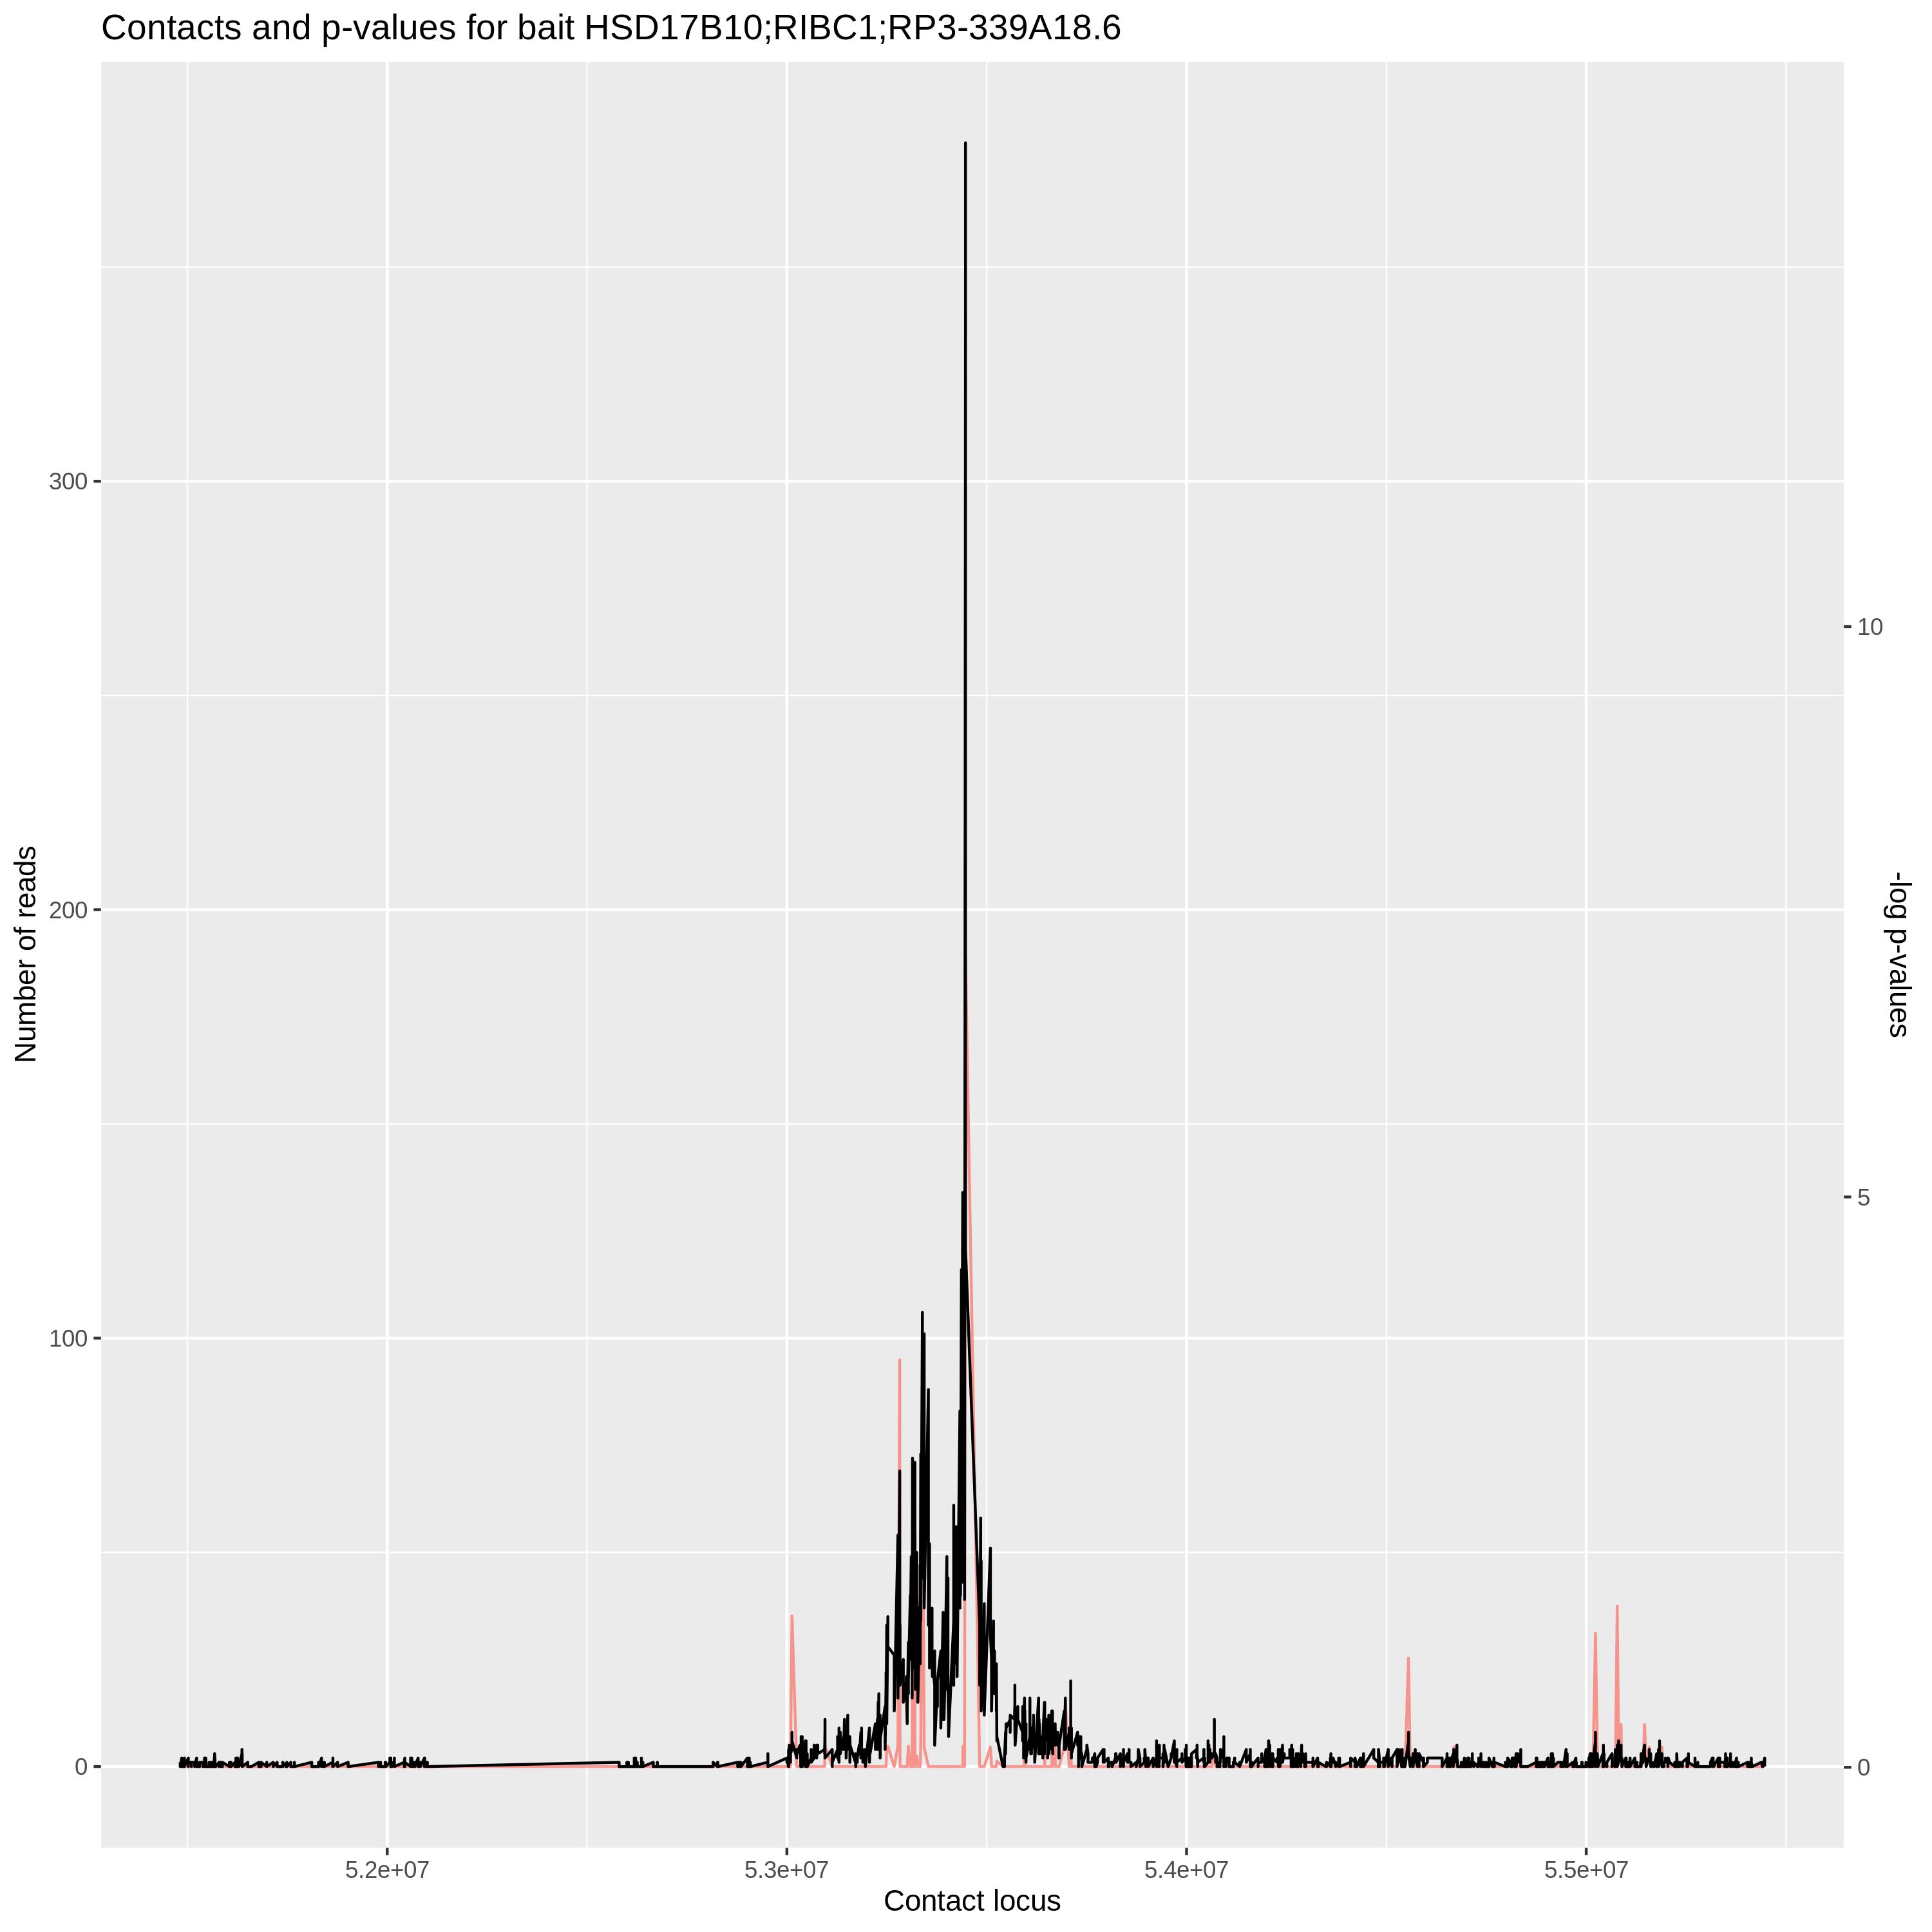 Contacts and p-values for bait HSD17B10;RIBC1;RP3-339A18.6
Number of reads
300
200
100
0
10
5
0
-log p-values
5.2e+07
5.3e+07
5.4e+07
5.5e+07
Contact locus